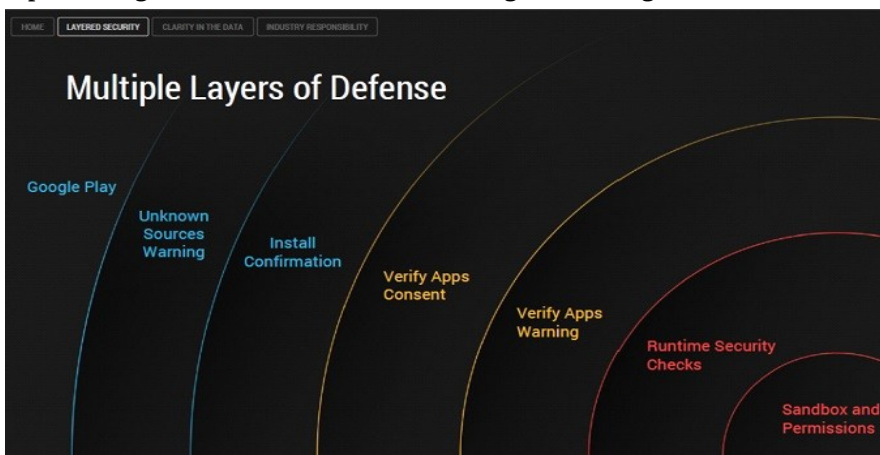 HOME
LAYERED SECURITY
CLARITY IN THE DATA
INDUSTRY RESPONSIBILITY
Multiple Layers of Defense
Google Play
Unknown
Sources
Warning
Install
Confirmation
Verify Apps
Consent
Verify Apps
Warning
Runtime Security
Checks
Sandbox and
Permissions